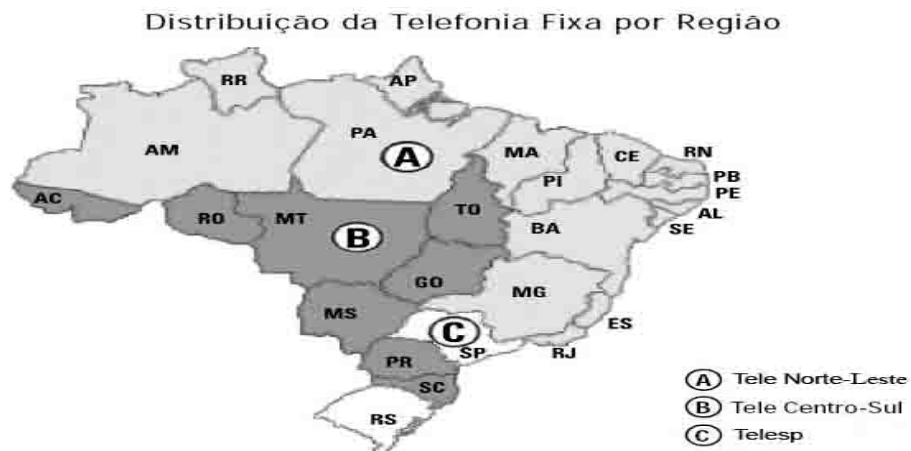 Distribuição da Telefonia Fixa por Região
RR
AP
AM
PA
A
MA
CE
RN
PB
PI
PE
AC
AL
TO
RO
MT
SE
B
BA
GO
MG
MS
ES
C
SP
RJ
PR
SC
RS
A Tele Norte-Leste
B Tele Centro-Sul
C Telesp